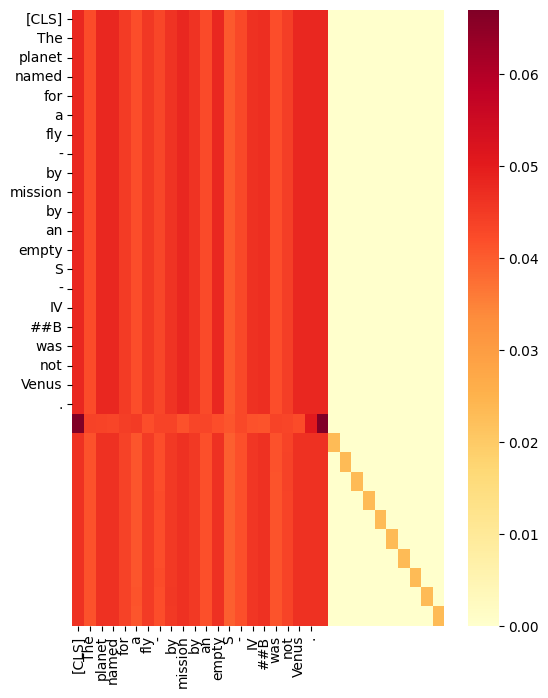 [CLS]
The
planet
named
for
a
fly
-
by
mission
by
an
empty
S
-
IV
##B
was
not
Venus
.
0.06
0.05
0.04
0.03
0.02
0.01
0.00
[CLS]
The
planet
named
for
a
fly
-
by
mission
by
an
empty
S
-
IV
##B
was
not
Venus
.